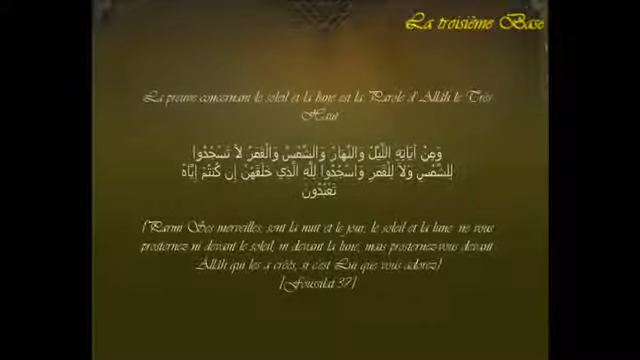 La troisième Base
La preuve concernant le soleil et la lune est la Parole d'Allâh le Très
Haut
وَمِنْ آيَاتِهِ اللَّيْلُ وَالنَّهَارُ وَالشَّمْسُ وَالْقَمَرُ لَا تَسْجُدُوا
لِلشَّمْسِ وَلَا لِلْقَمَرِ وَاسْجُدُوا لِلَّهِ الَّذِي خَلَقَهُنَّ إِن كُنتُمْ إِيَّاهُ
تَعْبُدُونَ
{Parmi Ses merveilles, sont la nuit et le jour, le soleil et la lune: ne vous
prosternez ni devant le soleil, ni devant la lune, mais prosternez-vous devant
Allâh qui les a créés, si c'est Lui que vous adorez}
[Foussilat 37]